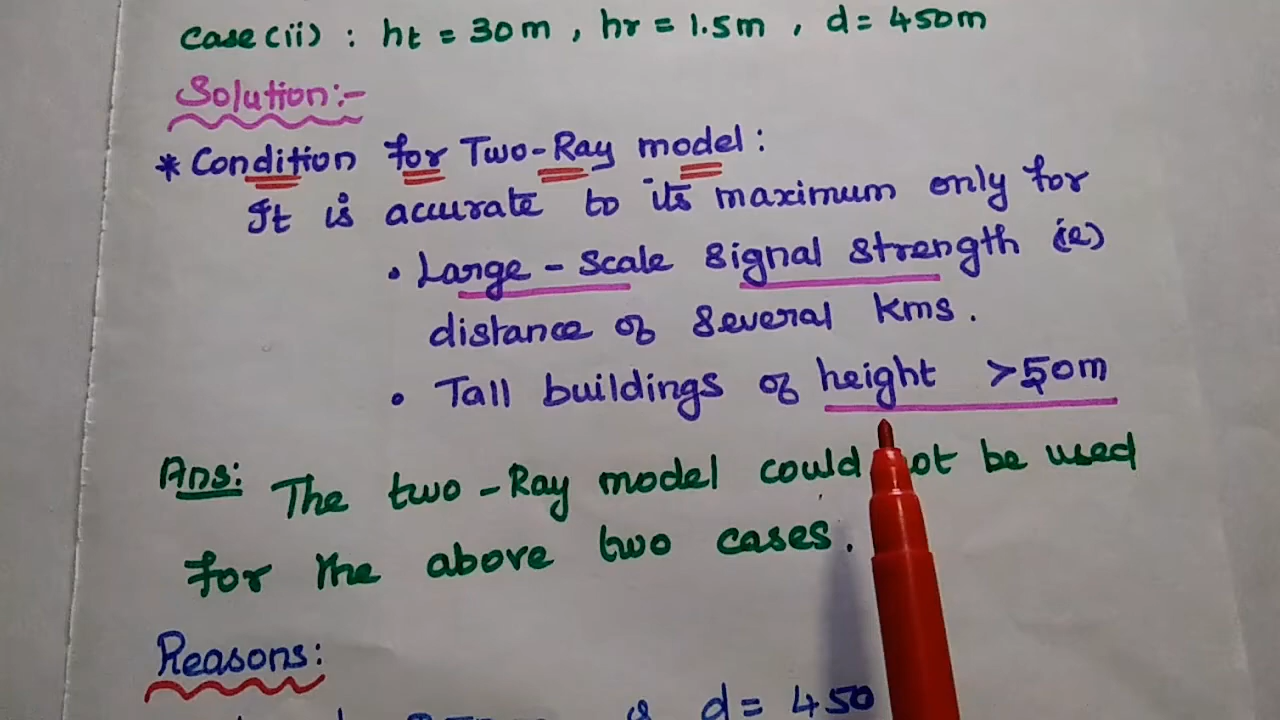 case(ii) : ht = 30m , hr = 1.5m , d = 450m
Solution:-
* Condition for Two-Ray model :
It is accurate to its maximum only for
• Large - scale signal strength (ie)
distance of several kms.
• Tall buildings of height >50m
Ans: The two-Ray model could not be used
for the above two cases.
Reasons:
is d = 450